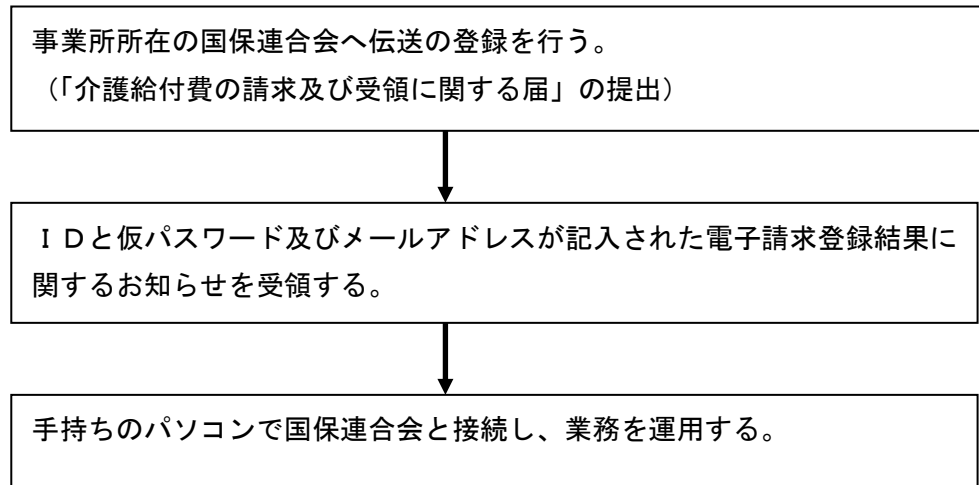 事業所所在の国保連合会へ伝送の登録を行う。
（「介護給付費の請求及び受領に関する届」の提出）
ＩＤと仮パスワード及びメールアドレスが記入された電子請求登録結果に
関するお知らせを受領する。
手持ちのパソコンで国保連合会と接続し、業務を運用する。